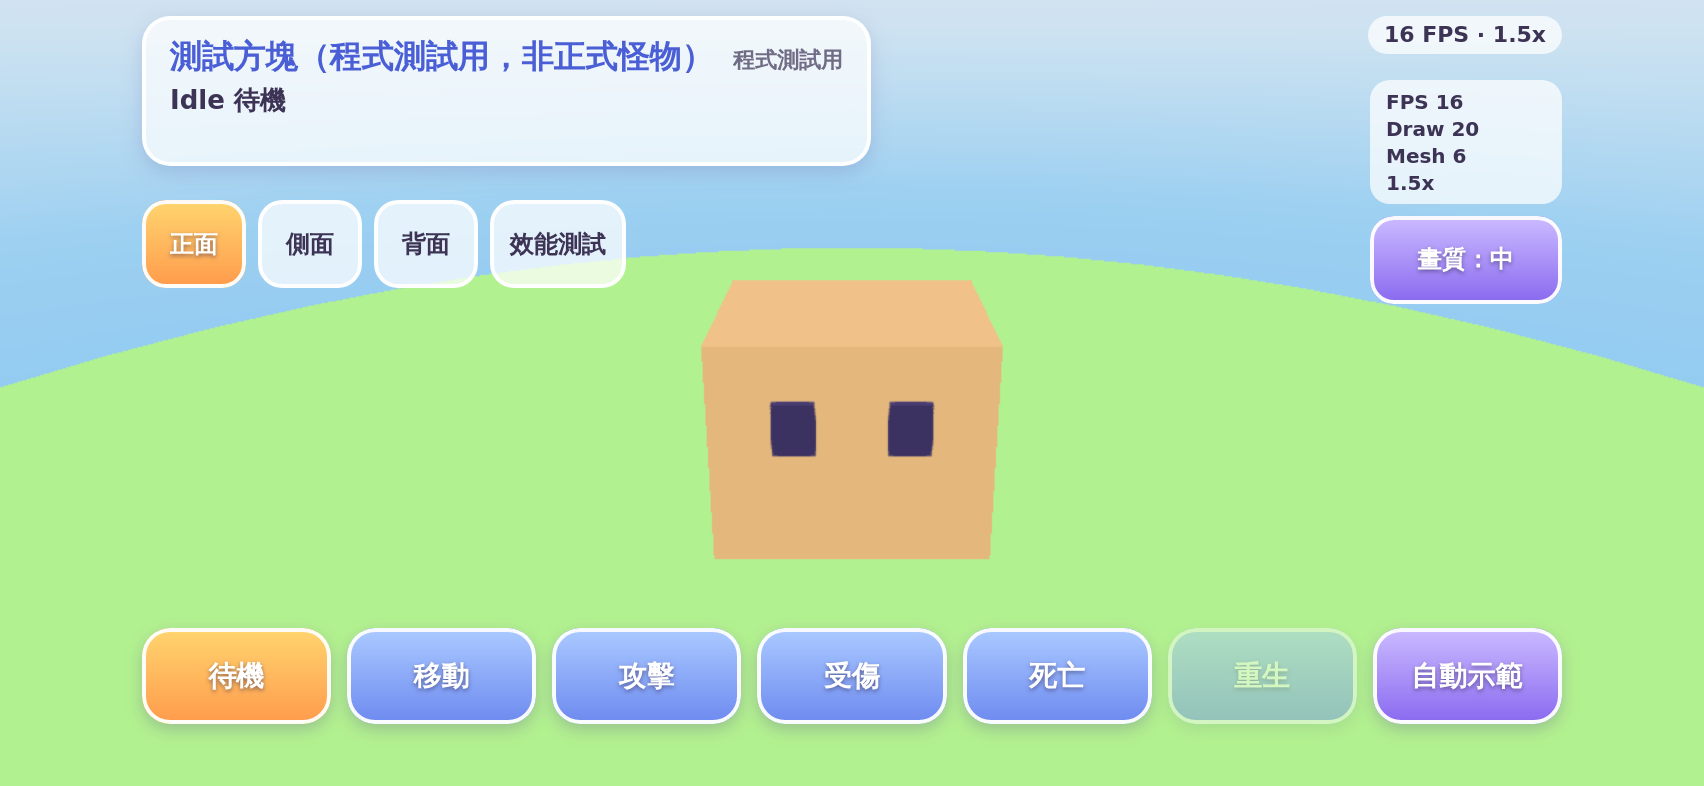 測試方塊（程式測試用，非正式怪物） 程式測試用
Idle 待機
16 FPS · 1.5x
FPS 16
Draw 20
Mesh 6
1.5x
正面 側面 背面 效能測試
畫質：中
待機 移動 攻擊 受傷 死亡 重生 自動示範